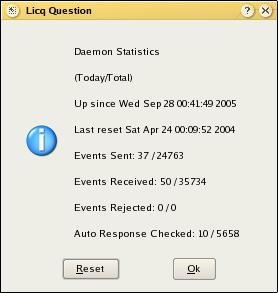 Licq Question
Daemon Statistics
(Today/Total)
Up since Wed Sep 28 00:41:49 2005
Last reset Sat Apr 24 00:09:52 2004
Events Sent: 37 / 24763
Events Received: 50 / 35734
Events Rejected: 0 / 0
Auto Response Checked: 10 / 5658
Reset
Ok